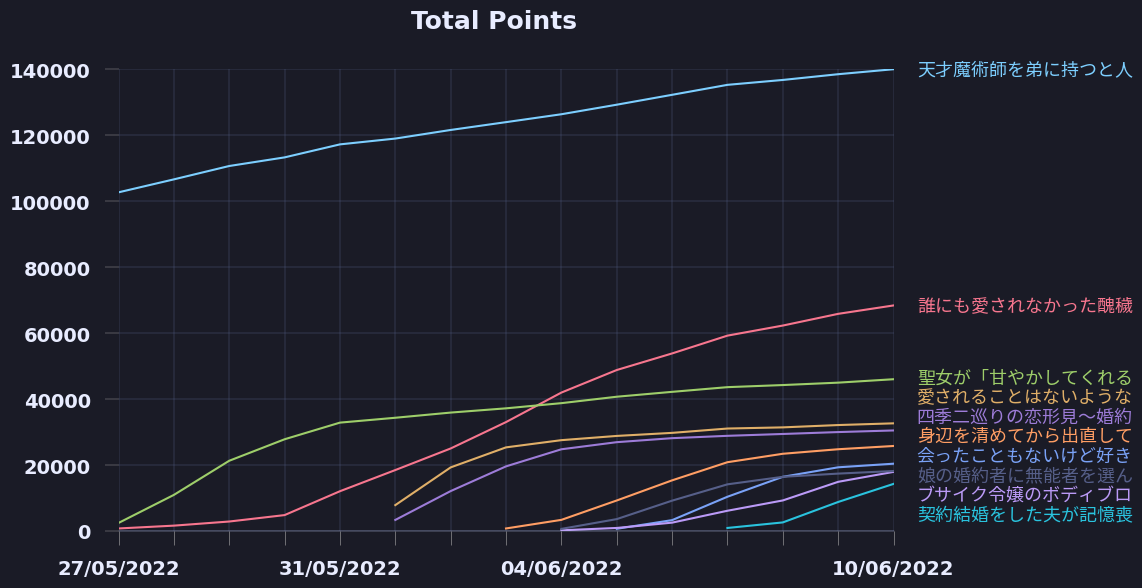 Total Points
140000
120000
100000
80000
60000
40000
20000
0
27/05/2022
31/05/2022
04/06/2022
10/06/2022
天才魔術師を弟に持つと人
誰にも愛されなかった醜穢
聖女が「甘やかしてくれる
愛されることはないような
四季二巡りの恋形見〜婚約
身辺を清めてから出直して
会ったこともないけど好き
娘の婚約者に無能者を選ん
ブサイク令嬢のボディブロ
契約結婚をした夫が記憶喪